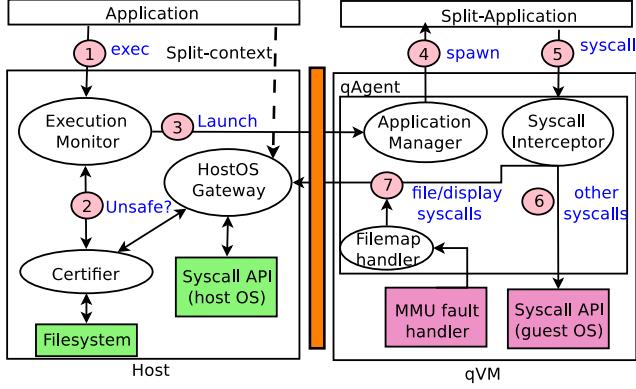 Application
Split-Application
1
exec
Split-context
4
spawn
5
syscall
qAgent
Execution
Monitor
3
Launch
Application
Manager
Syscall
Interceptor
HostOS
Gateway
7
file/display
syscalls
6
other
syscalls
2
Unsafe?
Filemap
handler
Certifier
Syscall API
(host OS)
MMU fault
handler
Syscall API
(guest OS)
Filesystem
Host
qVM